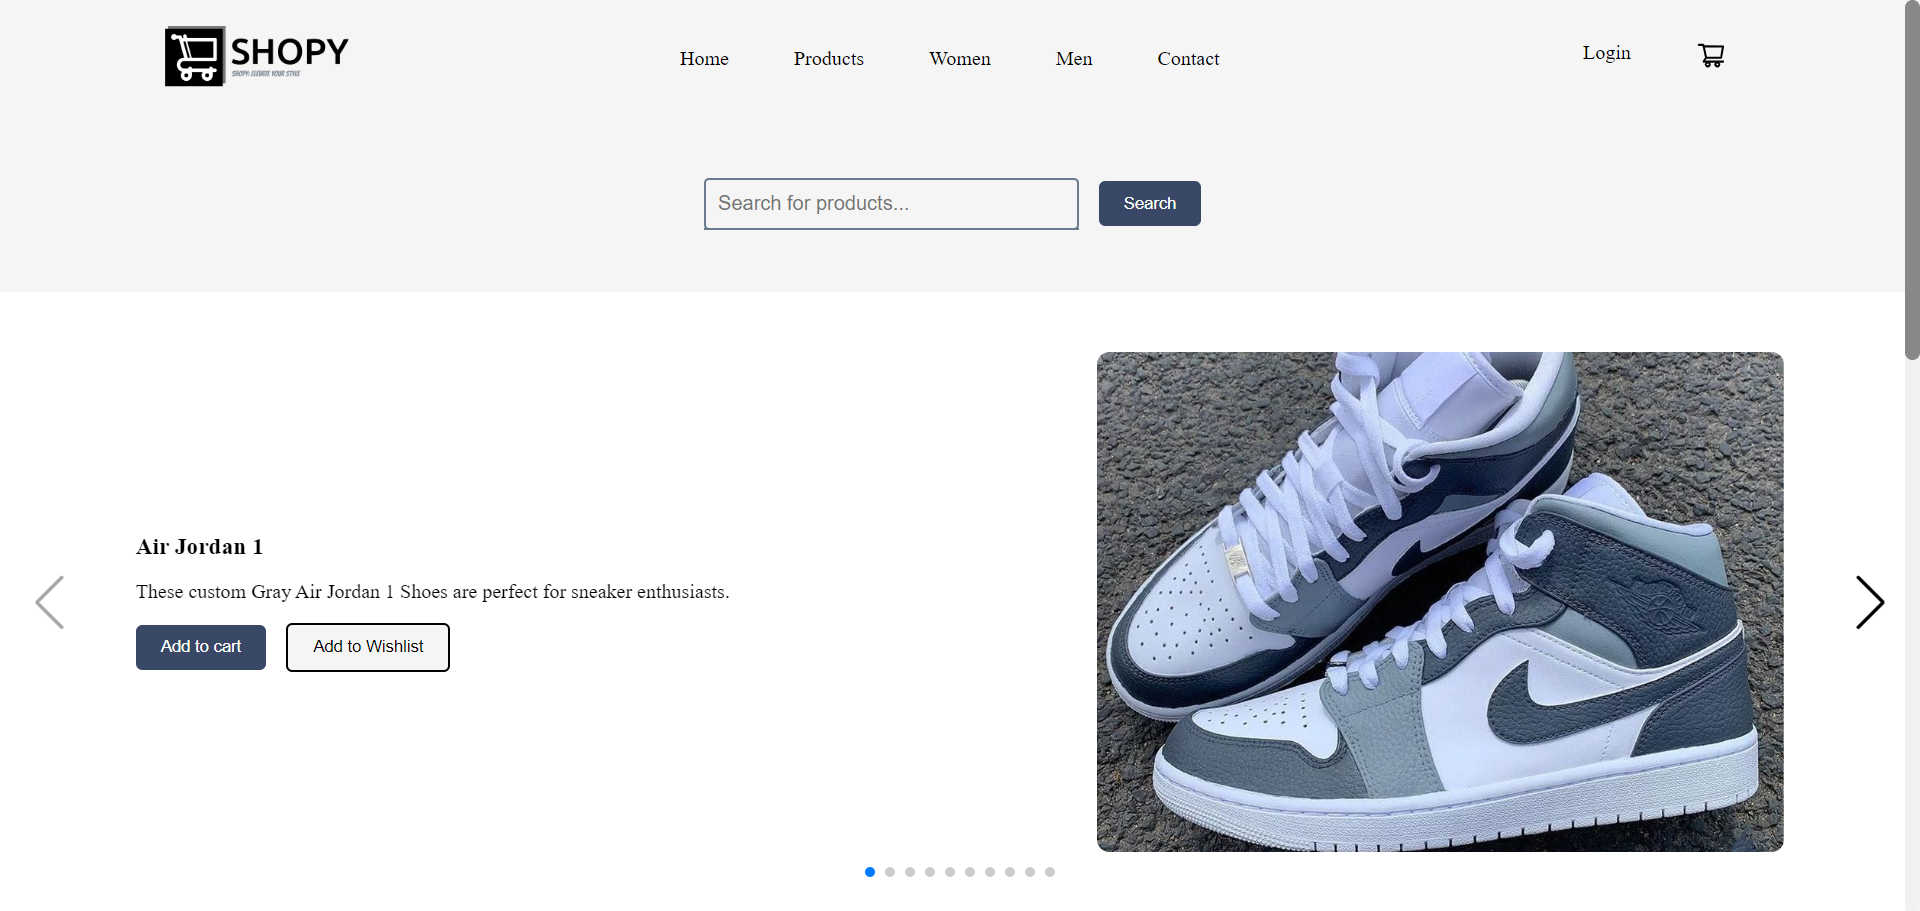 SHOPY
SHOPY: ELEVATE YOUR STYLE
Home
Products
Women
Men
Contact
Login
Search for products...
Search
Air Jordan 1
These custom Gray Air Jordan 1 Shoes are perfect for sneaker enthusiasts.
Add to cart
Add to Wishlist